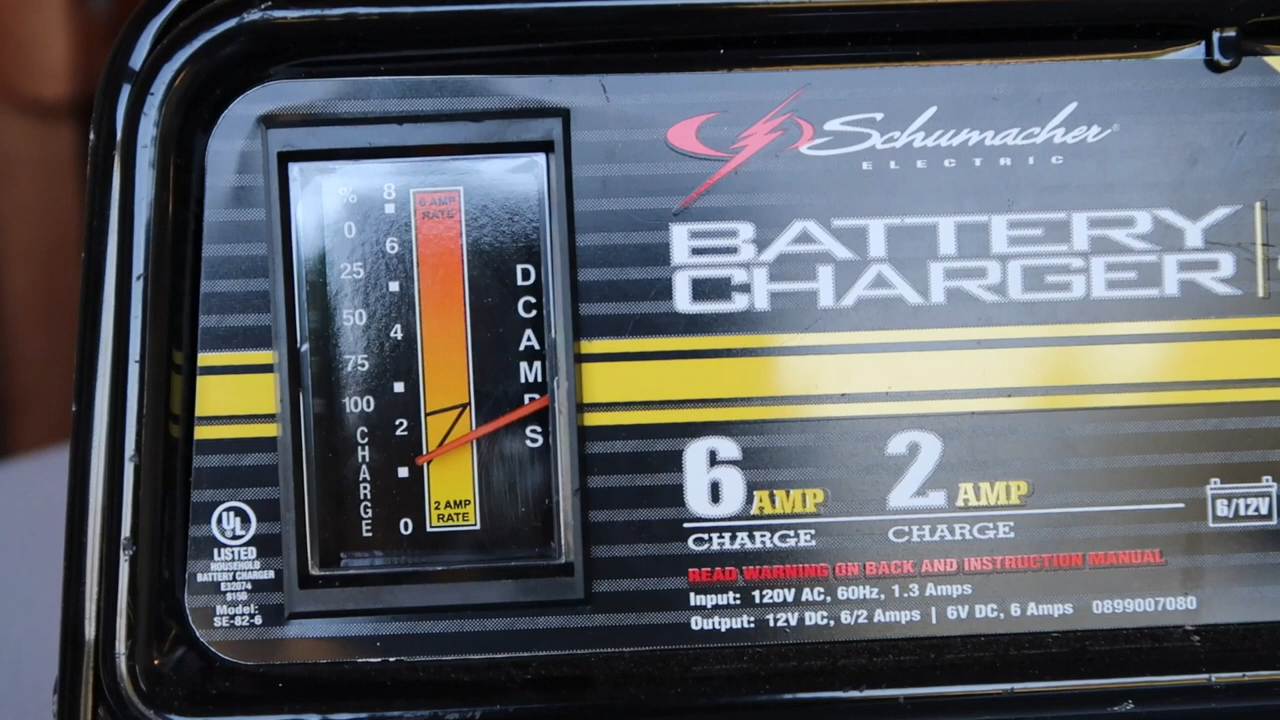 %
0
25
50
75
100
CHARGE
8
6
4
2
0
6 AMP
RATE
2 AMP
RATE
DC AMPS
Schumacher®
ELECTRIC
BATTERY
CHARGER
6 AMP
CHARGE
2 AMP
CHARGE
6/12V
READ WARNING ON BACK AND INSTRUCTION MANUAL
Input: 120V AC, 60Hz, 1.3 Amps
Output: 12V DC, 6/2 Amps | 6V DC, 6 Amps 0899007080
UL
LISTED
HOUSEHOLD
BATTERY CHARGER
E32074
Model:
SE-82-6